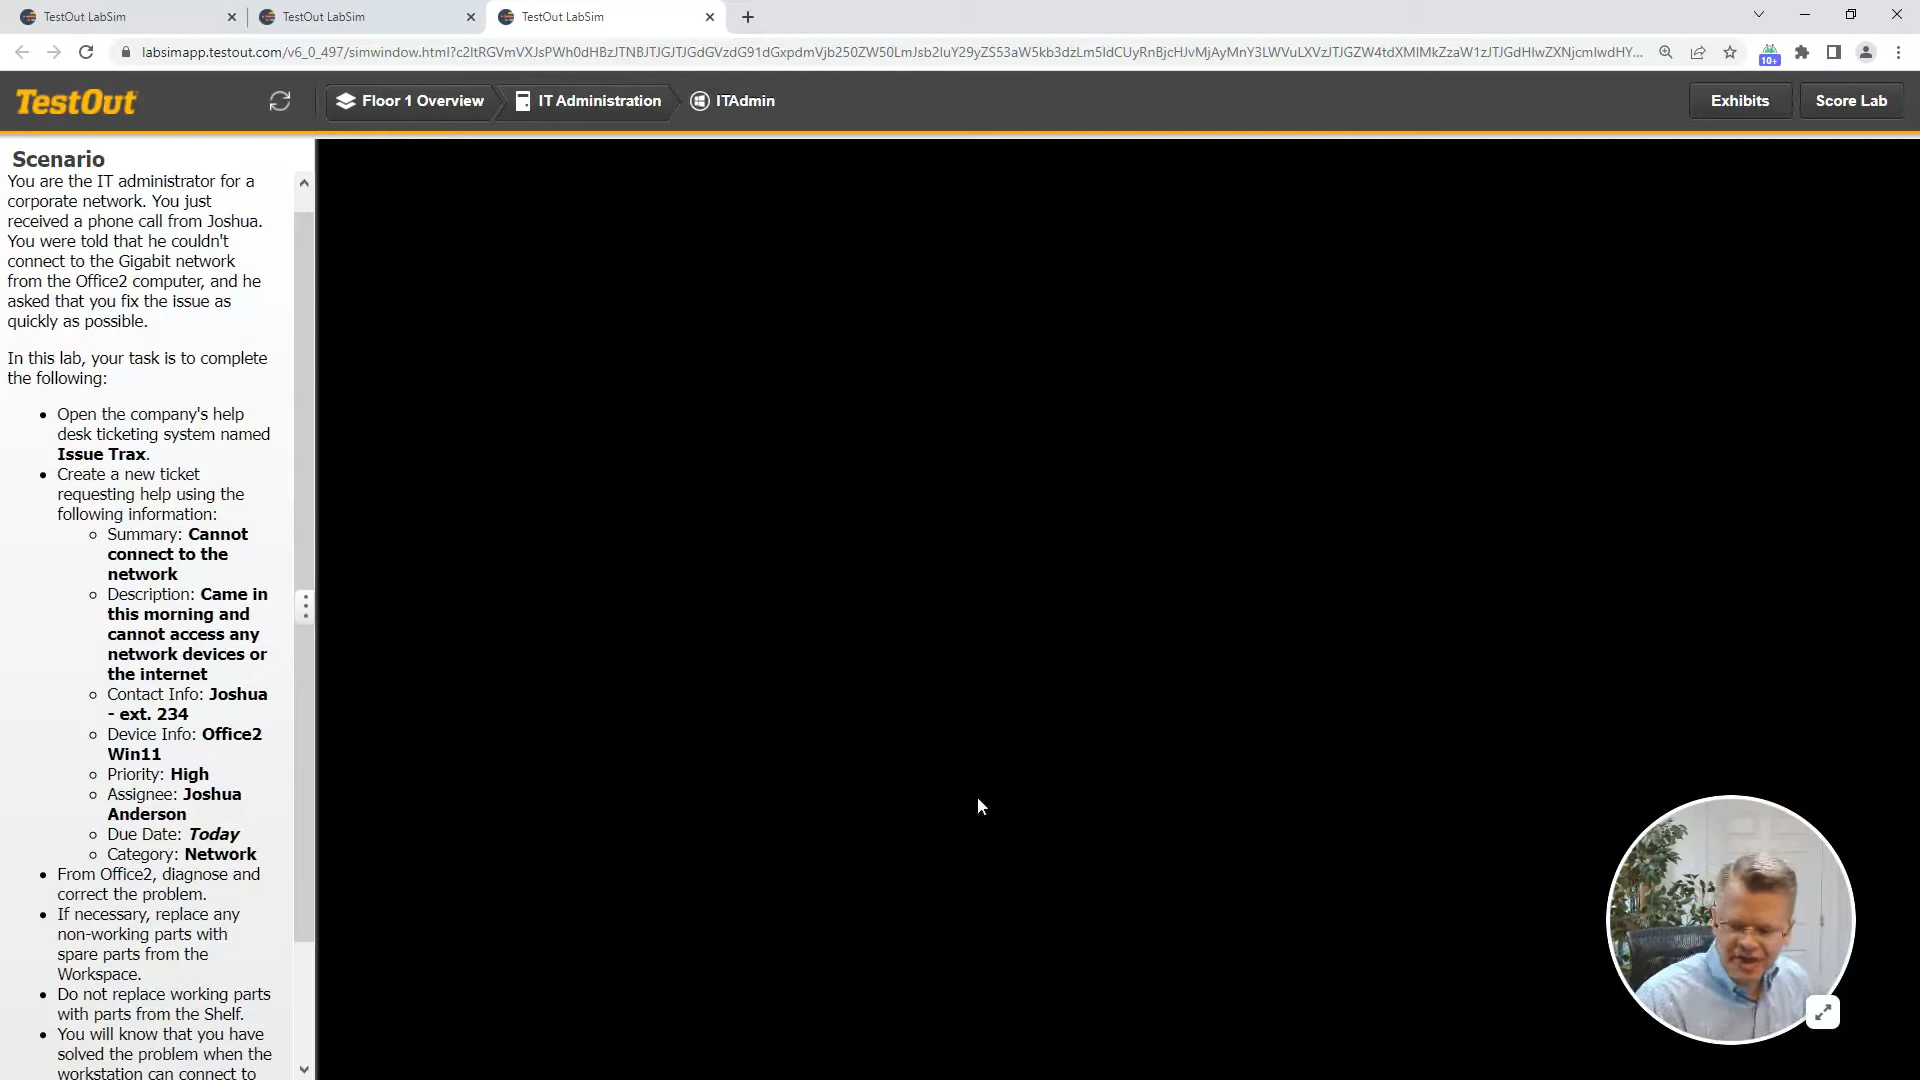 TestOut LabSim
TestOut LabSim
TestOut LabSim
TestOut
Floor 1 Overview
IT Administration
ITAdmin
Exhibits
Score Lab
10+
Scenario
You are the IT administrator for a
corporate network. You just
received a phone call from Joshua.
You were told that he couldn't
connect to the Gigabit network
from the Office2 computer, and he
asked that you fix the issue as
quickly as possible.
In this lab, your task is to complete
the following:
Open the company's help
desk ticketing system named
Issue Trax.
Create a new ticket
requesting help using the
following information:
Summary: Cannot
connect to the
network
Description: Came in
this morning and
cannot access any
network devices or
the internet
Contact Info: Joshua
- ext. 234
Device Info: Office2
Win11
Priority: High
Assignee: Joshua
Anderson
Due Date: Today
Category: Network
From Office2, diagnose and
correct the problem.
If necessary, replace any
non-working parts with
spare parts from the
Workspace.
Do not replace working parts
with parts from the Shelf.
You will know that you have
solved the problem when the
workstation can connect to